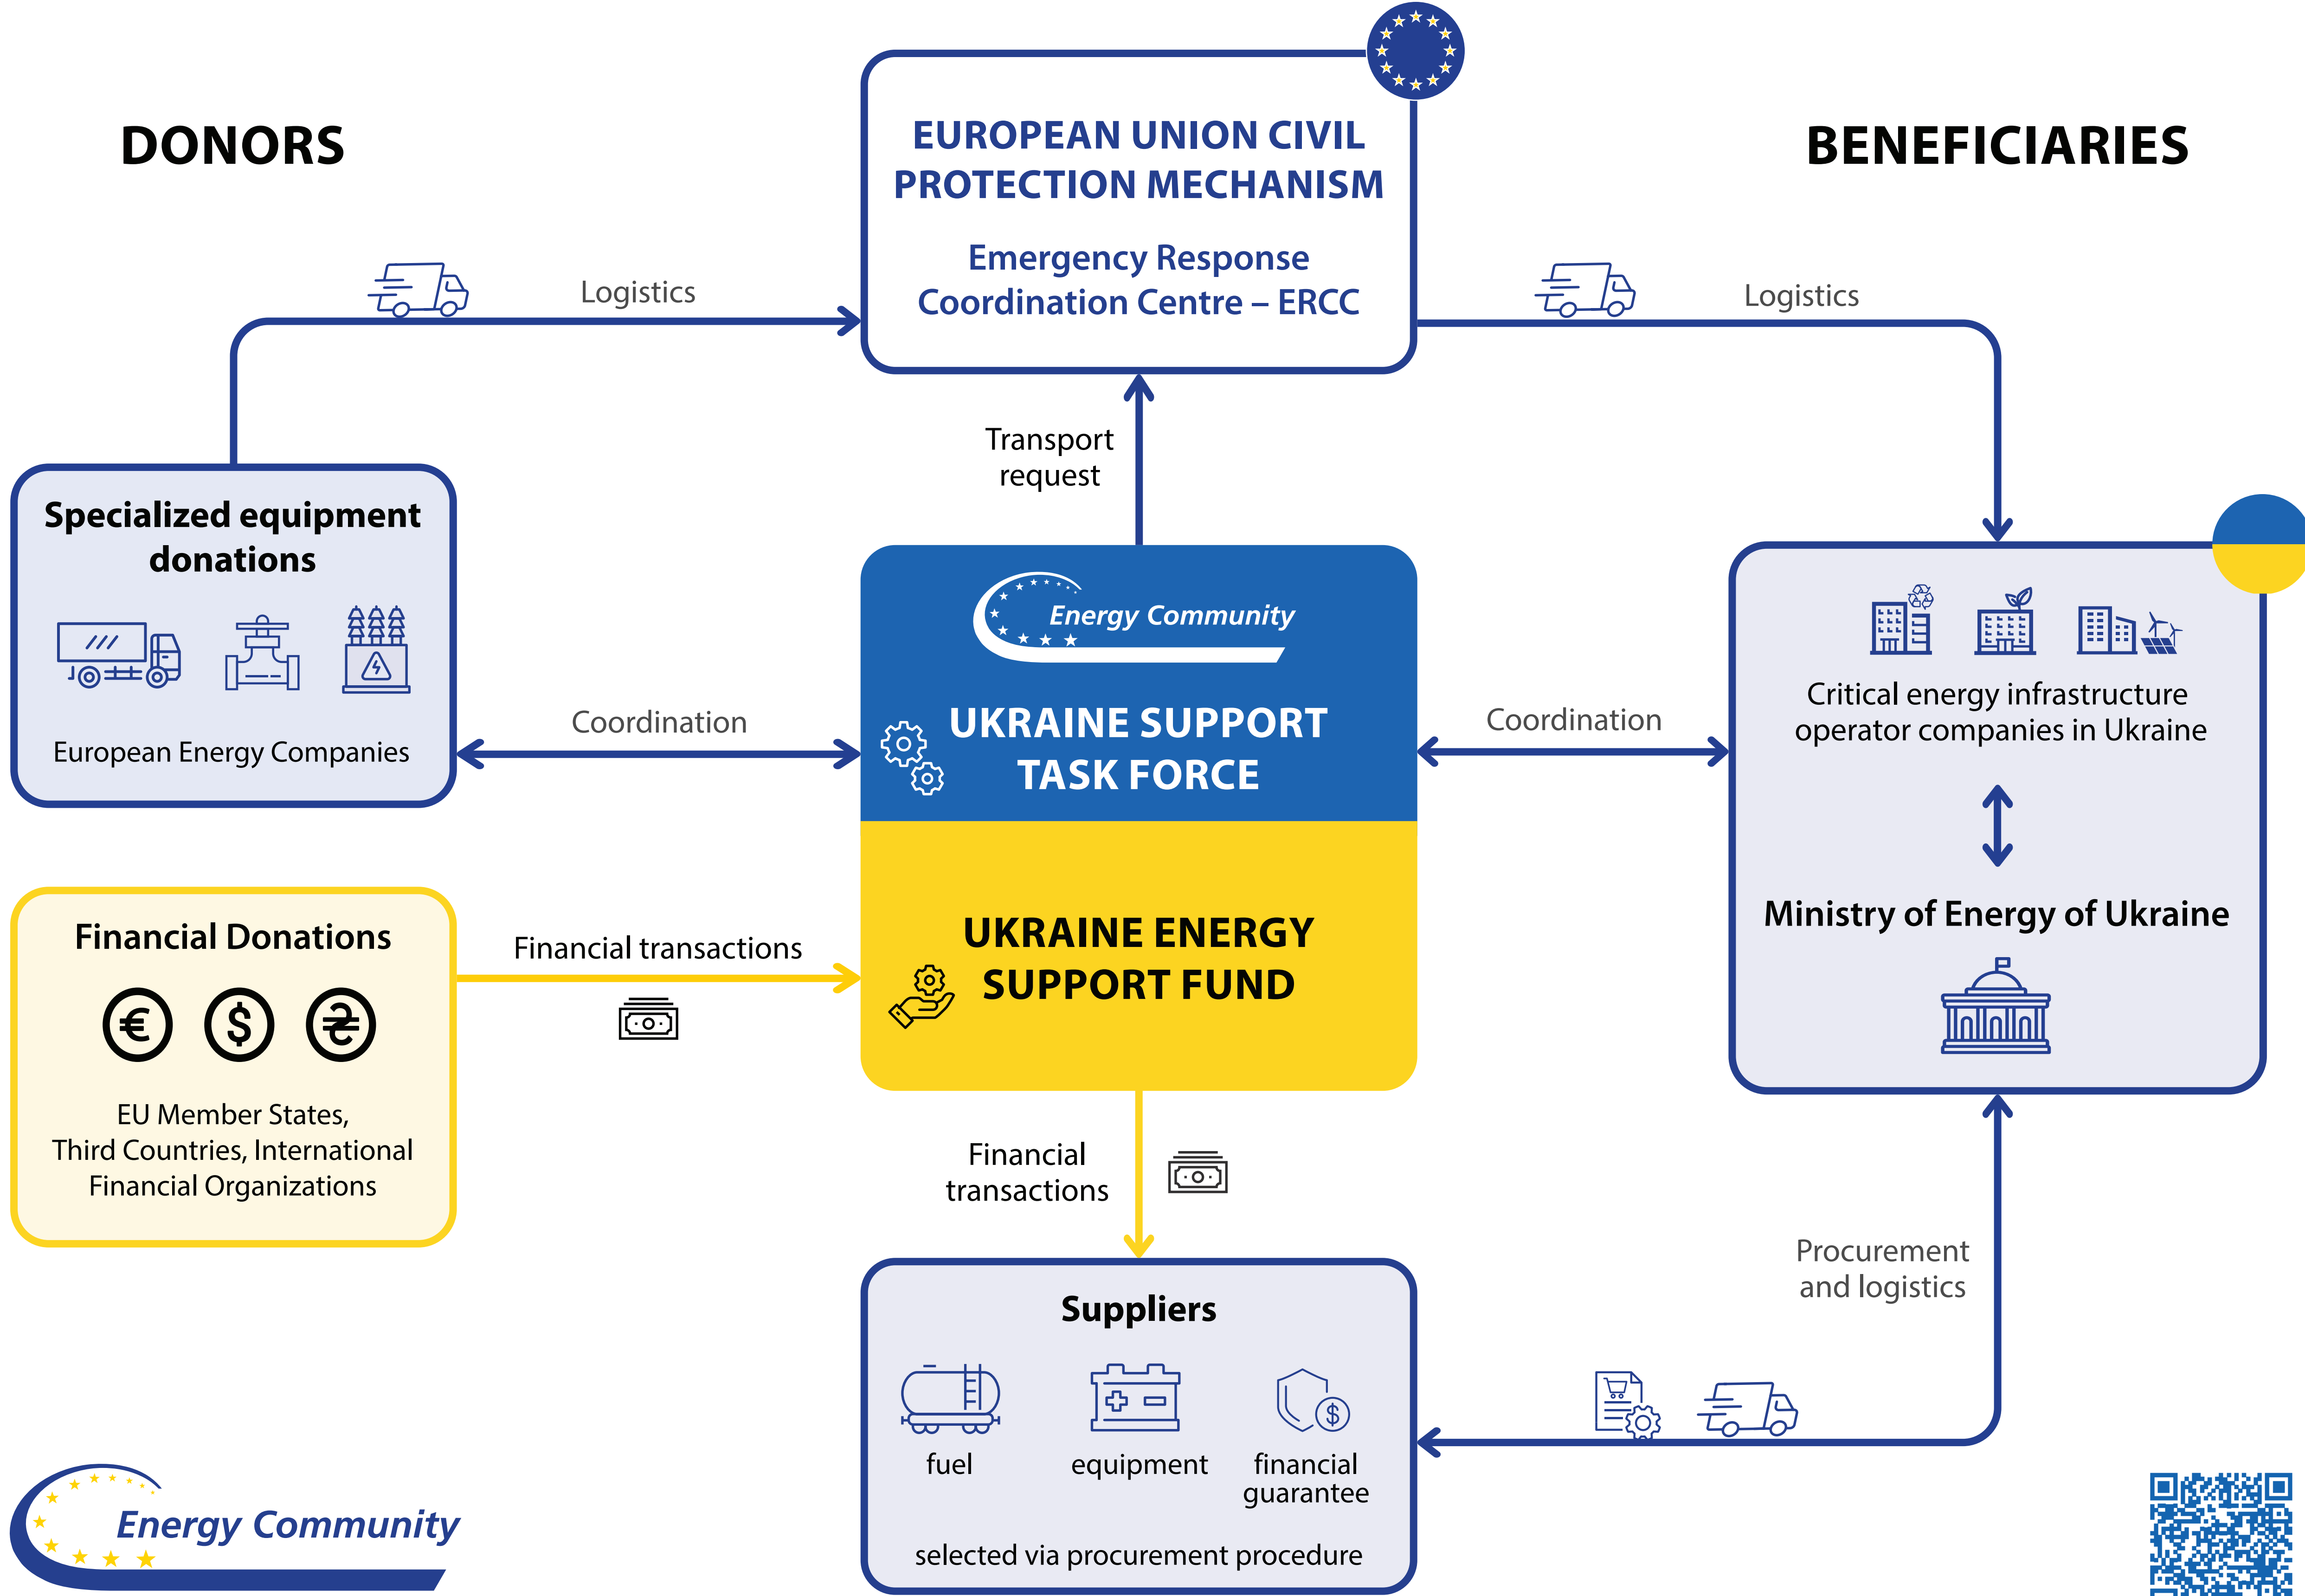 DONORS
EUROPEAN UNION CIVIL
PROTECTION MECHANISM
Emergency Response
Coordination Centre – ERCC
BENEFICIARIES
Logistics
Logistics
Transport
request
Specialized equipment
donations
European Energy Companies
Coordination
Energy Community
UKRAINE SUPPORT
TASK FORCE
Coordination
Critical energy infrastructure
operator companies in Ukraine
Ministry of Energy of Ukraine
Financial Donations
€ $ ₴
EU Member States,
Third Countries, International
Financial Organizations
Financial transactions
UKRAINE ENERGY
SUPPORT FUND
Financial
transactions
Procurement
and logistics
Suppliers
$
fuel
equipment
financial
guarantee
selected via procurement procedure
Energy Community